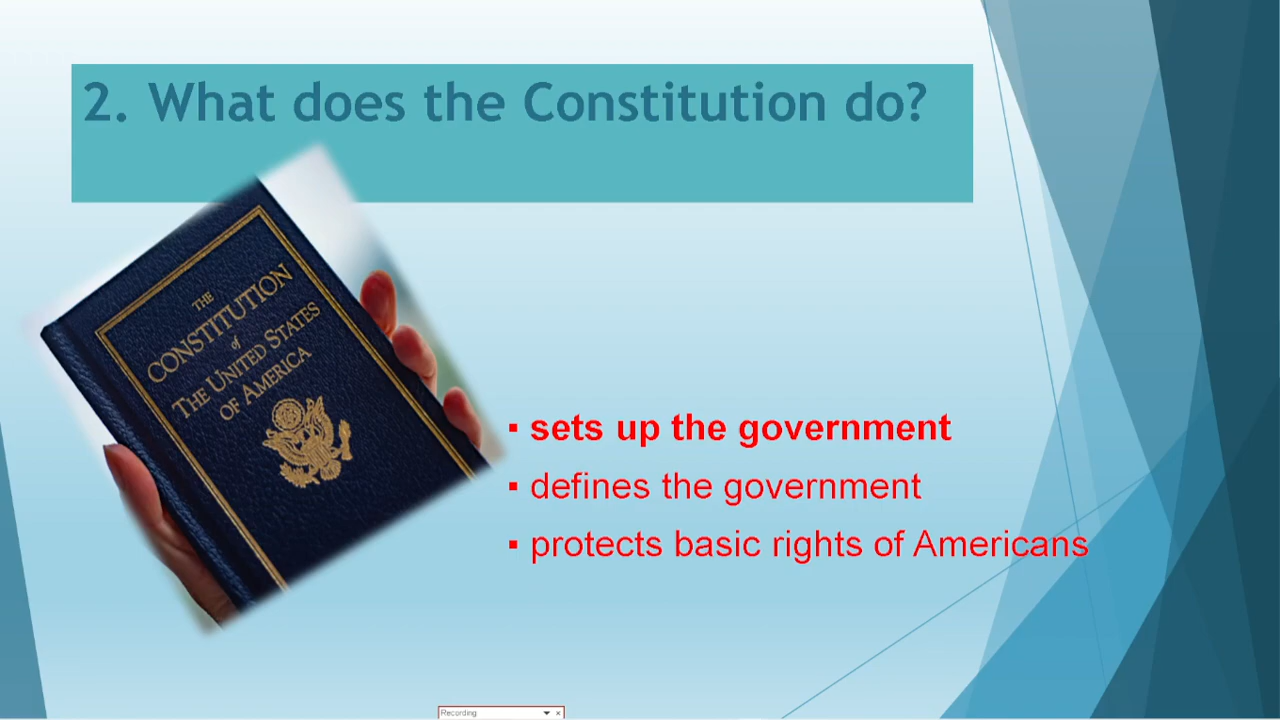 2. What does the Constitution do?
THE
CONSTITUTION
of
THE UNITED STATES
OF AMERICA
▪ sets up the government
▪ defines the government
▪ protects basic rights of Americans
Recording